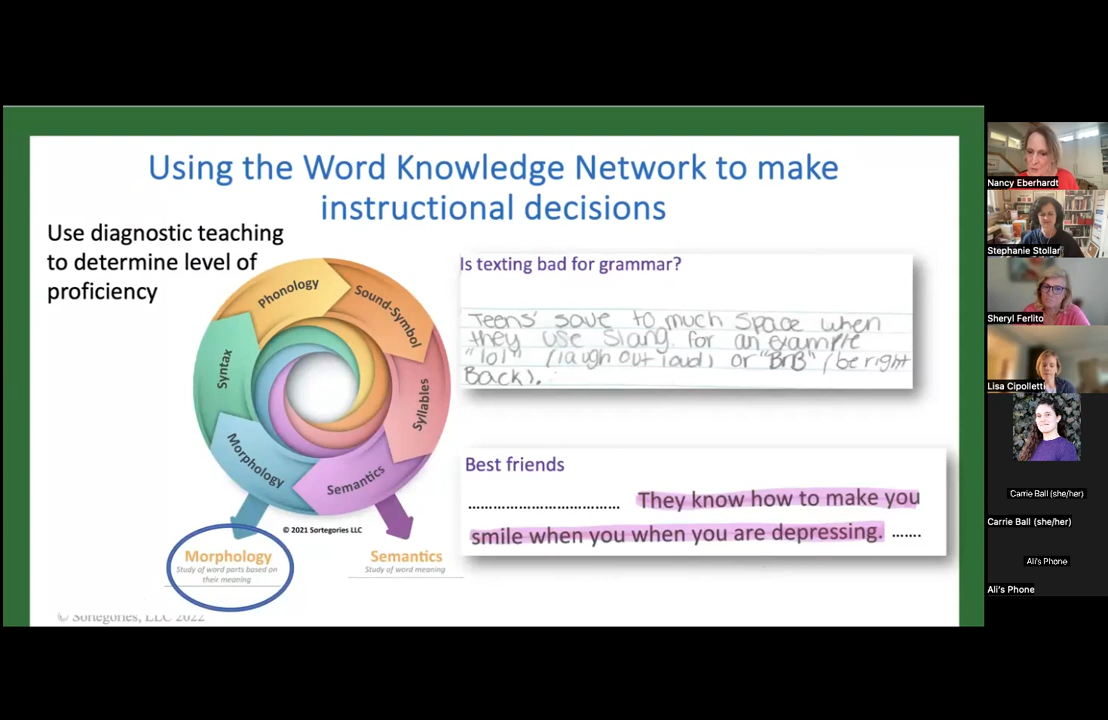 Using the Word Knowledge Network to make
instructional decisions
Use diagnostic teaching
to determine level of
proficiency
Phonology
Sound-Symbol
Syllables
Semantics
Morphology
Syntax
© 2021 Sortegories LLC
Morphology
Study of word parts based on
their meaning
Semantics
Study of word meaning
© Sortegories, LLC 2022
Is texting bad for grammar?
Teens' save to much space when
they use slang. for an example
"lol" (laugh out loud) or "BrB" (be right
Back).
Best friends
.................................... They know how to make you
smile when you when you are depressing. .......
Nancy Eberhardt
Stephanie Stollar
Sheryl Ferlito
Lisa Cipolletti
Carrie Ball (she/her)
Carrie Ball (she/her)
Ali's Phone
Ali's Phone